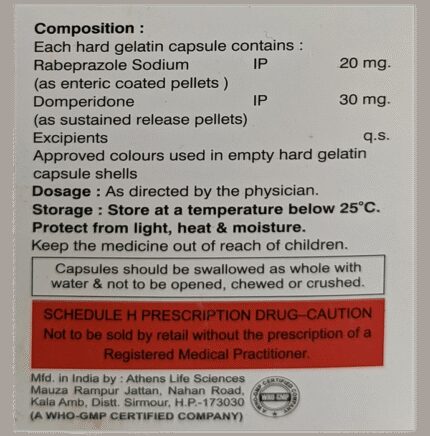 Composition :
Each hard gelatin capsule contains :
Rabeprazole Sodium IP 20 mg.
(as enteric coated pellets )
Domperidone IP 30 mg.
(as sustained release pellets)
Excipients q.s.
Approved colours used in empty hard gelatin
capsule shells
Dosage : As directed by the physician.
Storage : Store at a temperature below 25°C.
Protect from light, heat & moisture.
Keep the medicine out of reach of children.
Capsules should be swallowed as whole with
water & not to be opened, chewed or crushed.
SCHEDULE H PRESCRIPTION DRUG–CAUTION
Not to be sold by retail without the prescription of a
Registered Medical Practitioner.
Mfd. in India by : Athens Life Sciences
Mauza Rampur Jattan, Nahan Road,
Kala Amb, Distt. Sirmour, H.P.-173030
(A WHO-GMP CERTIFIED COMPANY)
WHO-GMP